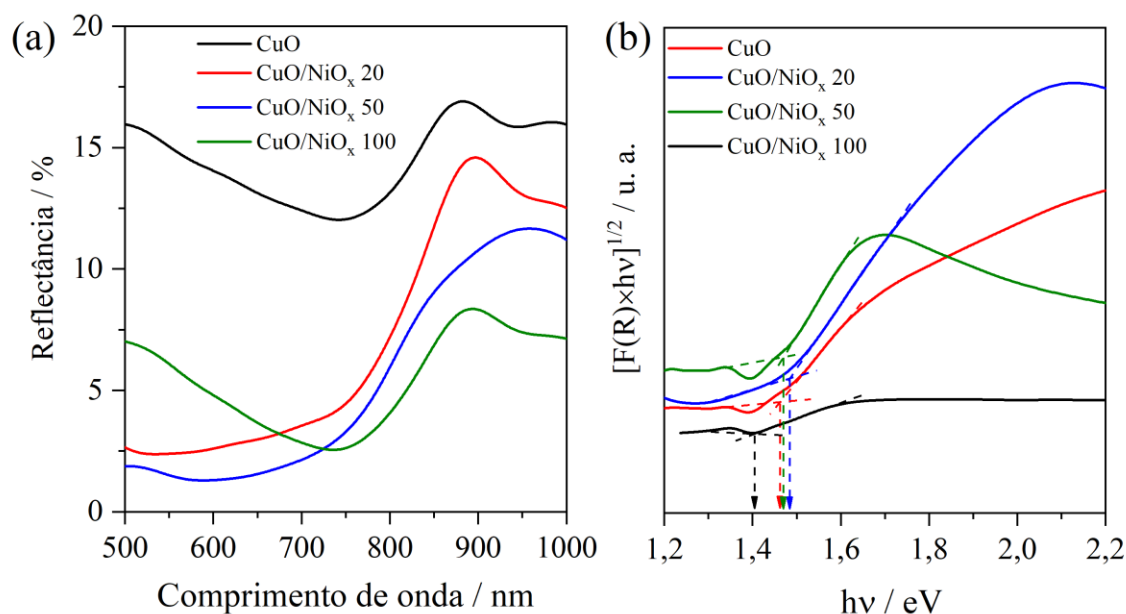 (a)
CuO
CuO/NiOₓ 20
CuO/NiOₓ 50
CuO/NiOₓ 100
Reflectância / %
20
15
10
5
0
500 600 700 800 900 1000
Comprimento de onda / nm
(b)
CuO
CuO/NiOₓ 20
CuO/NiOₓ 50
CuO/NiOₓ 100
[F(R)×hν]^1/2 / u. a.
1,2 1,4 1,6 1,8 2,0 2,2
hν / eV